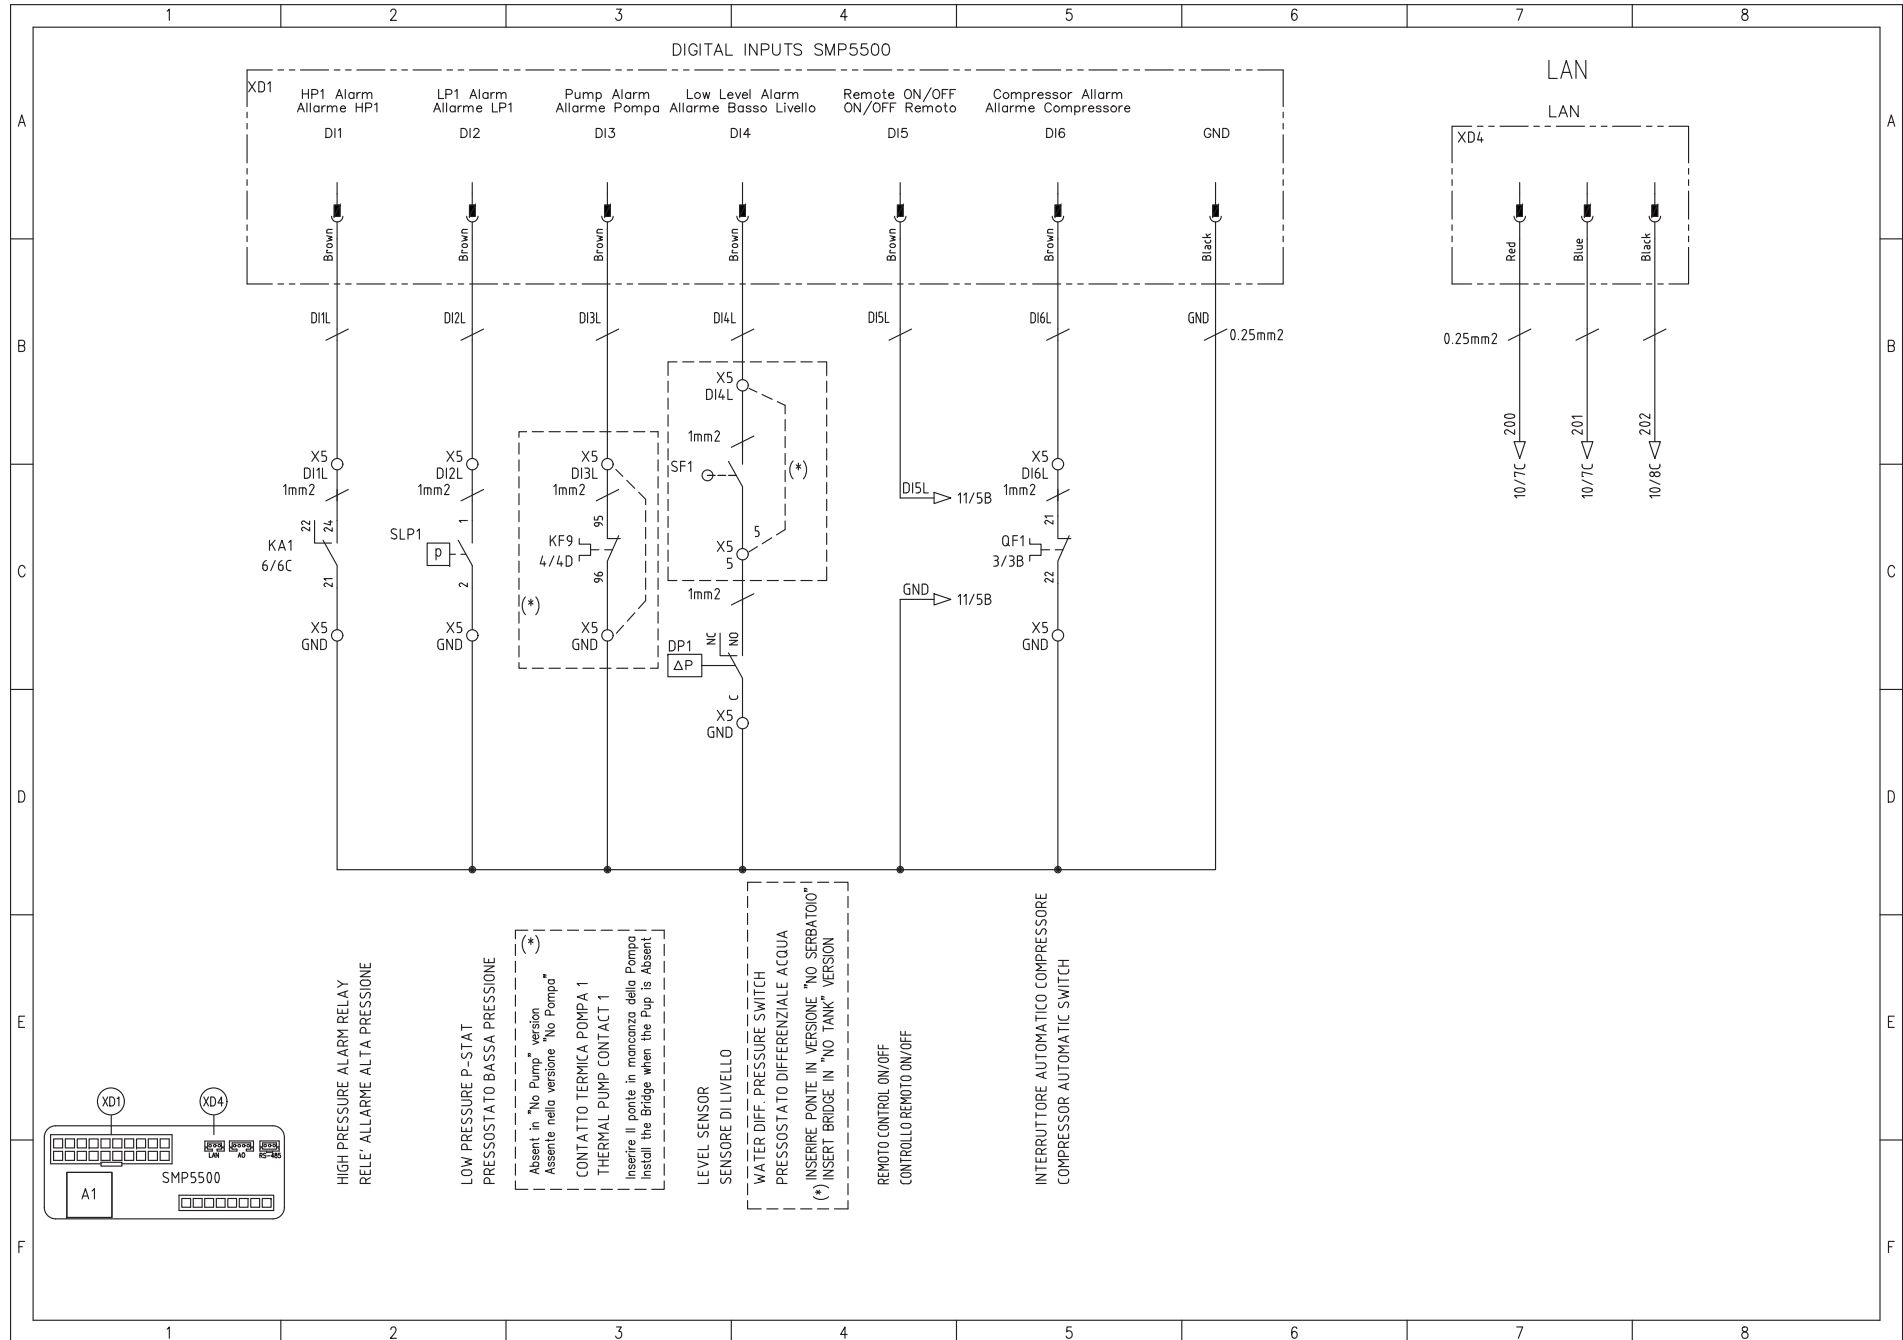 1 2 3 4 5 6 7 8
DIGITAL INPUTS SMP5500
LAN
XD1
HP1 Alarm
Allarme HP1
DI1
LP1 Alarm
Allarme LP1
DI2
Pump Alarm
Allarme Pompa
DI3
Low Level Alarm
Allarme Basso Livello
DI4
Remote ON/OFF
ON/OFF Remoto
DI5
Compressor Allarm
Allarme Compressore
DI6
GND
LAN
XD4
A A
Brown Brown Brown Brown Brown Brown Black Red Blue Black
DI1L DI2L DI3L DI4L DI5L DI6L GND
0.25mm2 0.25mm2
B B
X5
DI4L
1mm2
SF1
(*)
5
X5
5
1mm2
200 201 202
10/7C 10/7C 10/8C
X5
DI1L
1mm2
22 24
KA1
6/6C
21
X5
GND
X5
DI2L
1mm2
1
SLP1
p
2
X5
GND
X5
DI3L
1mm2
95
KF9
4/4D
96
(*)
X5
GND
DP1
ΔP
NC NO
C
X5
GND
DI5L 11/5B
GND 11/5B
X5
DI6L
1mm2
21
QF1
3/3B
22
X5
GND
C C
D D
HIGH PRESSURE ALARM RELAY
RELE' ALLARME ALTA PRESSIONE
LOW PRESSURE P-STAT
PRESSOSTATO BASSA PRESSIONE
(*)
Absent in "No Pump" version
Assente nella versione "No Pompa"
CONTATTO TERMICA POMPA 1
THERMAL PUMP CONTACT 1
Inserire Il ponte in mancanza della Pompa
Install the Bridge when the Pup is Absent
LEVEL SENSOR
SENSORE DI LIVELLO
WATER DIFF. PRESSURE SWITCH
PRESSOSTATO DIFFERENZIALE ACQUA
INSERIRE PONTE IN VERSIONE "NO SERBATOIO"
(*) INSERT BRIDGE IN "NO TANK" VERSION
REMOTO CONTROL ON/OFF
CONTROLLO REMOTO ON/OFF
INTERRUTTORE AUTOMATICO COMPRESSORE
COMPRESSOR AUTOMATIC SWITCH
E E
XD1 XD4
LAN AO RS-485
SMP5500
A1
F F
1 2 3 4 5 6 7 8